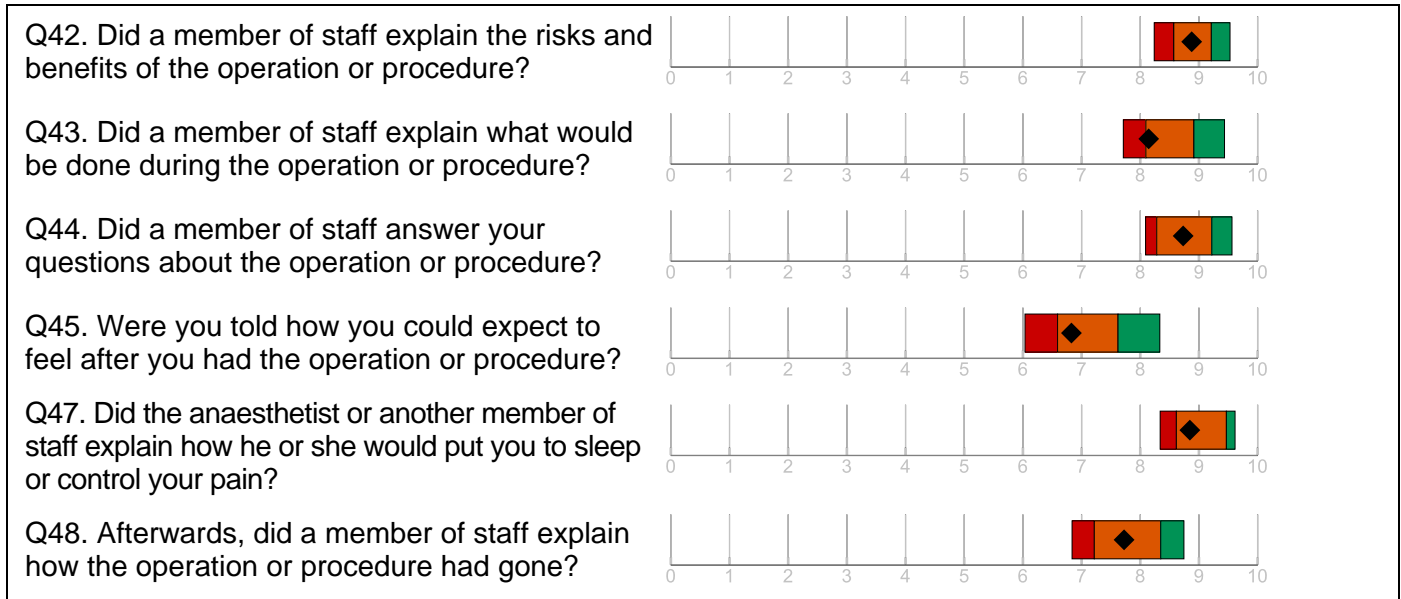 Q42. Did a member of staff explain the risks and
benefits of the operation or procedure?
0 1 2 3 4 5 6 7 8 9 10
Q43. Did a member of staff explain what would
be done during the operation or procedure?
0 1 2 3 4 5 6 7 8 9 10
Q44. Did a member of staff answer your
questions about the operation or procedure?
0 1 2 3 4 5 6 7 8 9 10
Q45. Were you told how you could expect to
feel after you had the operation or procedure?
0 1 2 3 4 5 6 7 8 9 10
Q47. Did the anaesthetist or another member of
staff explain how he or she would put you to sleep
or control your pain?
0 1 2 3 4 5 6 7 8 9 10
Q48. Afterwards, did a member of staff explain
how the operation or procedure had gone?
0 1 2 3 4 5 6 7 8 9 10